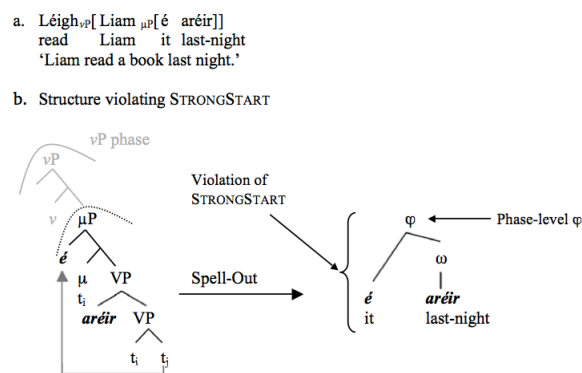 a. Léigh vP[ Liam μP[é aréir]]
read Liam it last-night
‘Liam read a book last night.’
b. Structure violating STRONGSTART
vP phase
vP
Violation of
STRONGSTART
v μP
φ Phase-level φ
é
ω
μ VP
Spell-Out
ti
é aréir
aréir VP
it last-night
ti tj